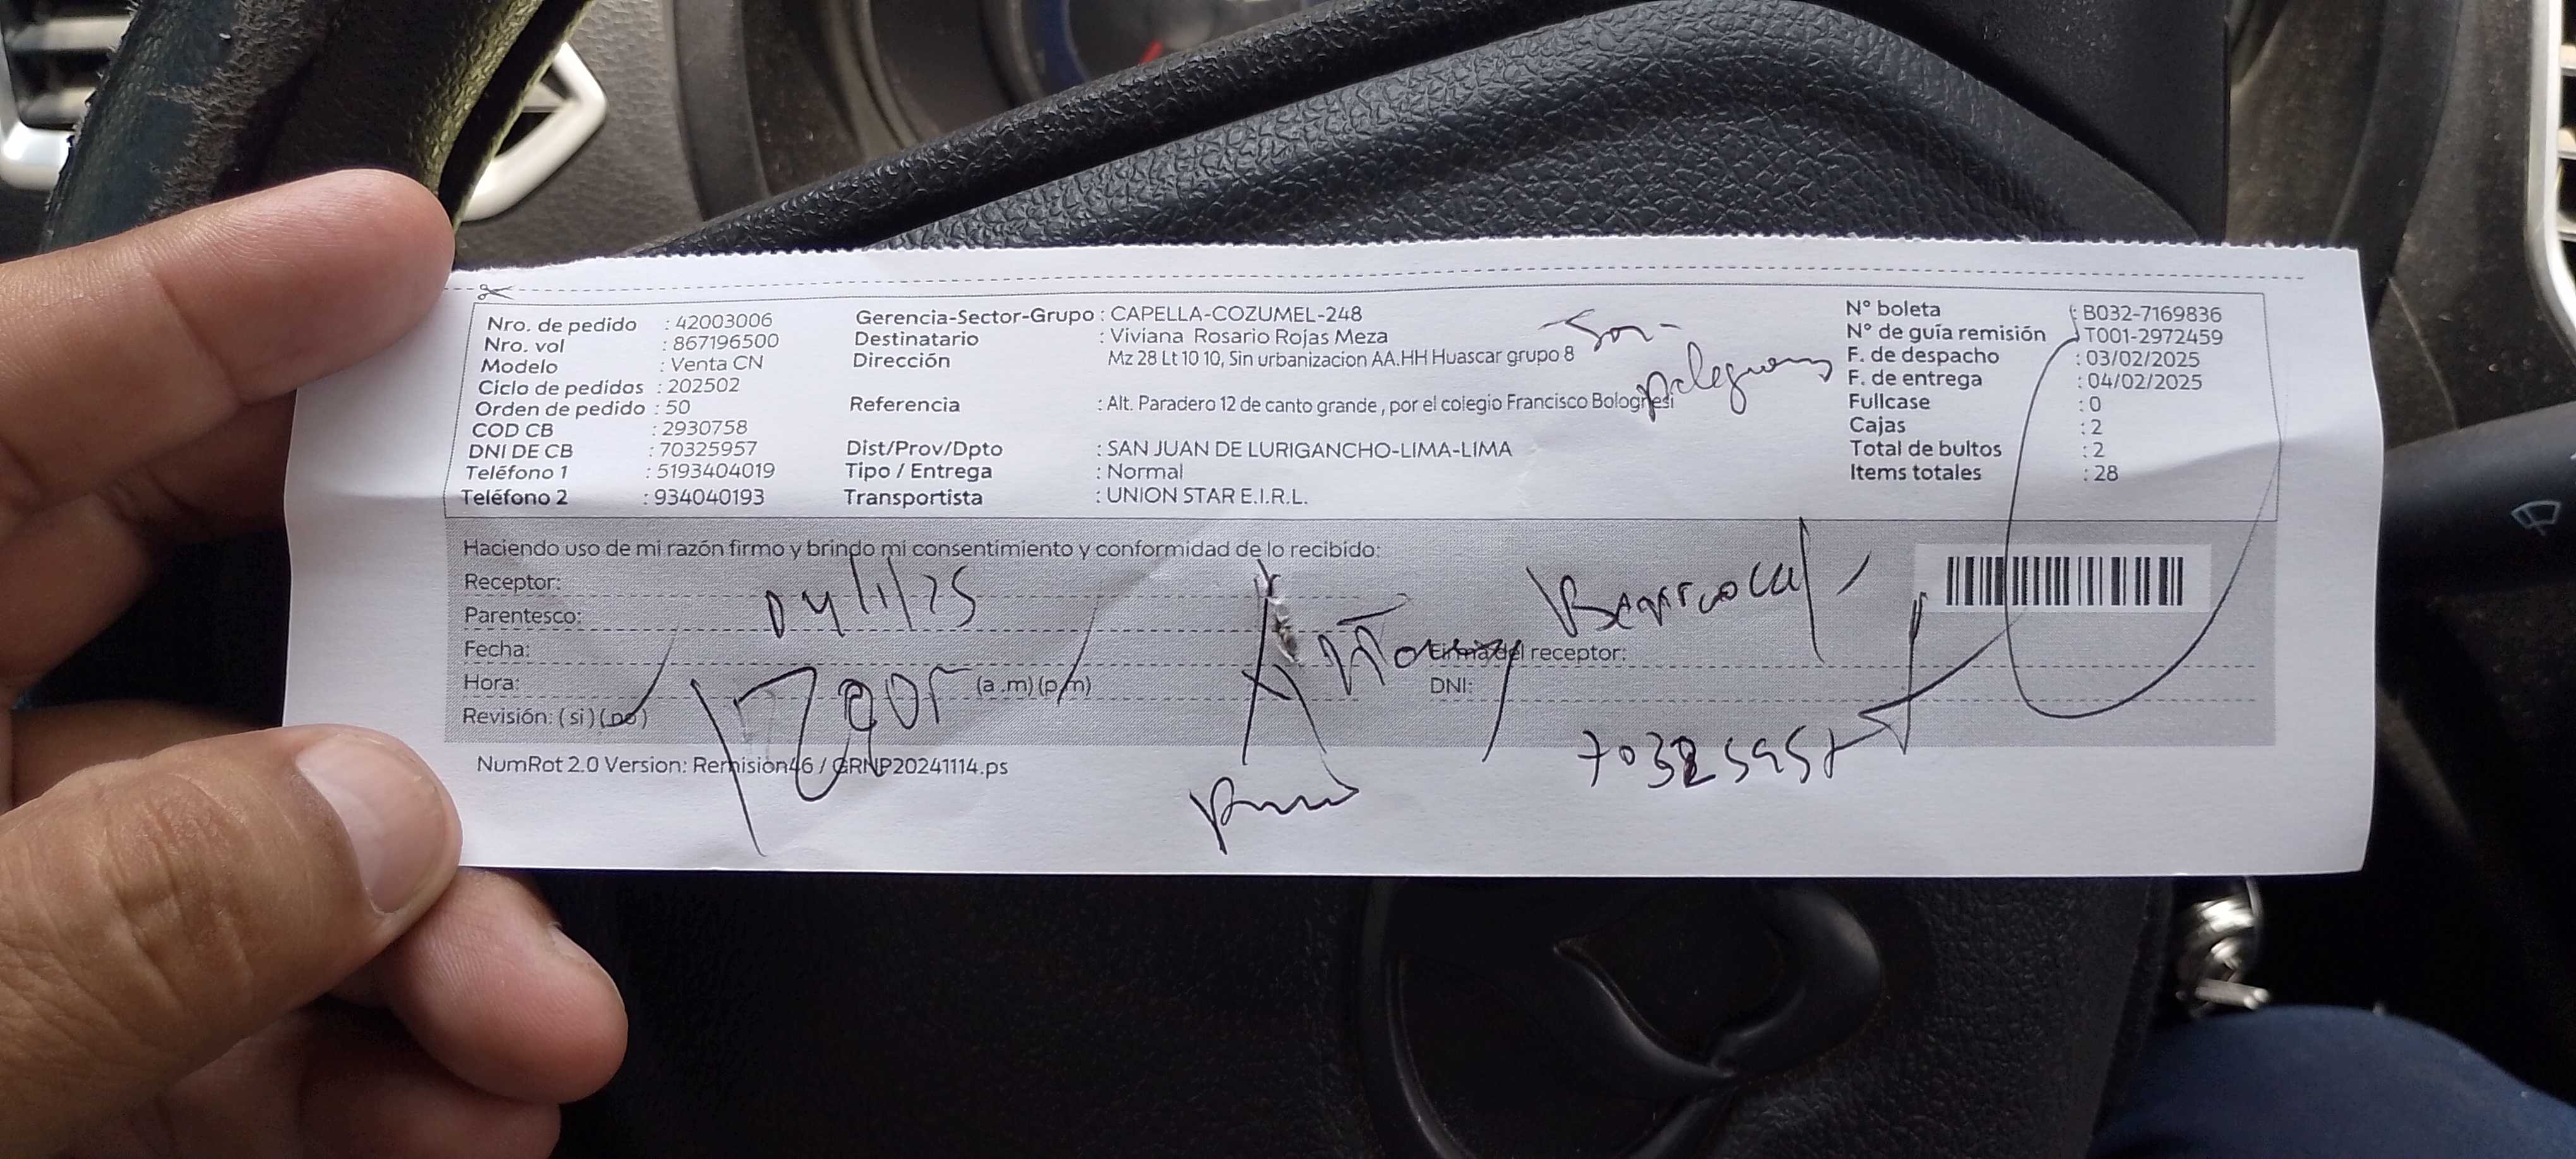 Nro. de pedido : 42003006
Nro. vol : 867196500
Modelo : Venta CN
Ciclo de pedidos : 202502
Orden de pedido : 50
COD CB : 2930758
DNI DE CB : 70325957
Teléfono 1 : 5193404019
Teléfono 2 : 934040193
Gerencia-Sector-Grupo : CAPELLA-COZUMEL-248
Destinatario : Viviana Rosario Rojas Meza
Dirección Mz 28 Lt 10 10, Sin urbanizacion AA.HH Huascar grupo 8
Referencia : Alt. Paradero 12 de canto grande, por el colegio Francisco Bolognesi
Dist/Prov/Dpto : SAN JUAN DE LURIGANCHO-LIMA-LIMA
Tipo / Entrega : Normal
Transportista : UNION STAR E.I.R.L.
N° boleta : B032-7169836
N° de guía remisión : T001-2972459
F. de despacho : 03/02/2025
F. de entrega : 04/02/2025
Fullcase : 0
Cajas : 2
Total de bultos : 2
Items totales : 28
Haciendo uso de mi razón firmo y brindo mi consentimiento y conformidad de lo recibido:
Receptor:
Parentesco:
Fecha:
Hora: (a .m) (p.m)
Revisión: ( si ) ( no )
Firma del receptor:
DNI:
70325957
NumRot 2.0 Version: Remision46 / GRNP20241114.ps